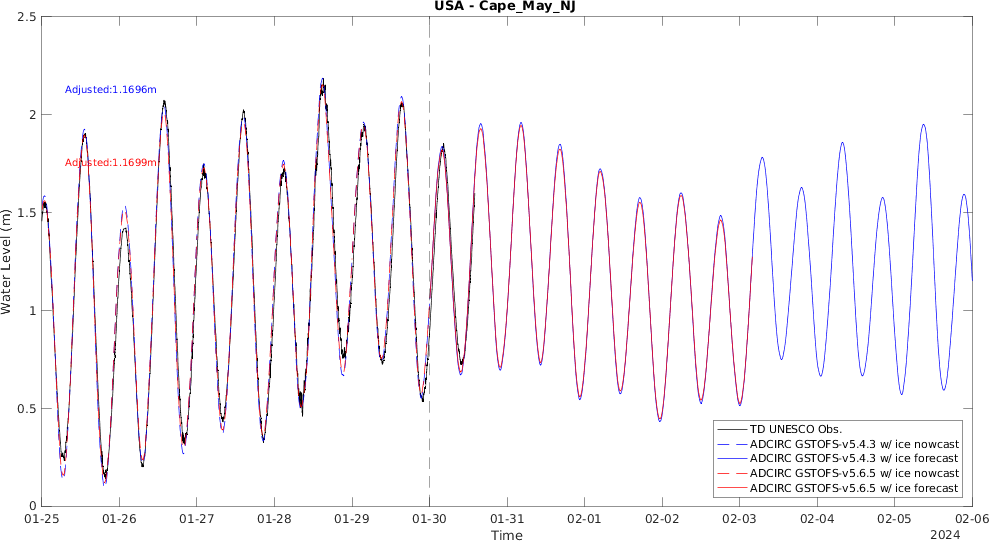 USA - Cape_May_NJ
2.5
Adjusted:1.1696m
2
Adjusted:1.1699m
1.5
Water Level (m)
1
0.5
TD UNESCO Obs.
ADCIRC GSTOFS-v5.4.3 w/ ice nowcast
ADCIRC GSTOFS-v5.4.3 w/ ice forecast
ADCIRC GSTOFS-v5.6.5 w/ ice nowcast
ADCIRC GSTOFS-v5.6.5 w/ ice forecast
0
01-25 01-26 01-27 01-28 01-29 01-30 01-31 02-01 02-02 02-03 02-04 02-05 02-06
Time
2024